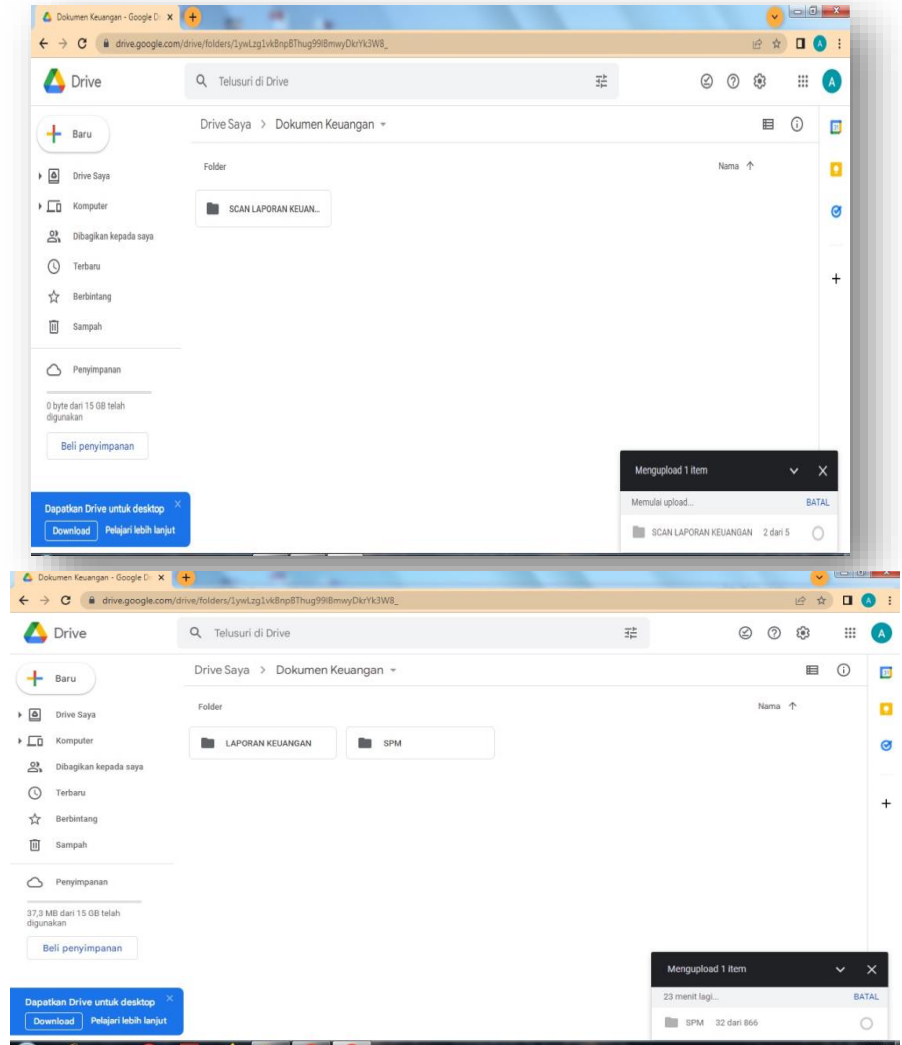 Dokumen Keuangan - Google Dr
drive.google.com/drive/folders/1ywLzg1vkBnpBThug99IBmwyDkrYk3W8_
Drive
Telusuri di Drive
A
Baru
Drive Saya > Dokumen Keuangan
Folder
Nama
Drive Saya
SCAN LAPORAN KEUAN...
Komputer
Dibagikan kepada saya
Terbaru
Berbintang
Sampah
Penyimpanan
0 byte dari 15 GB telah
digunakan
Beli penyimpanan
Mengupload 1 item
Memulai upload... BATAL
SCAN LAPORAN KEUANGAN 2 dari 5
Dapatkan Drive untuk desktop
Download Pelajari lebih lanjut
Dokumen Keuangan - Google Dr
drive.google.com/drive/folders/1ywLzg1vkBnpBThug99IBmwyDkrYk3W8_
Drive
Telusuri di Drive
A
Baru
Drive Saya > Dokumen Keuangan
Folder
Nama
Drive Saya
LAPORAN KEUANGAN
SPM
Komputer
Dibagikan kepada saya
Terbaru
Berbintang
Sampah
Penyimpanan
37,3 MB dari 15 GB telah
digunakan
Beli penyimpanan
Mengupload 1 item
23 menit lagi... BATAL
SPM 32 dari 866
Dapatkan Drive untuk desktop
Download Pelajari lebih lanjut